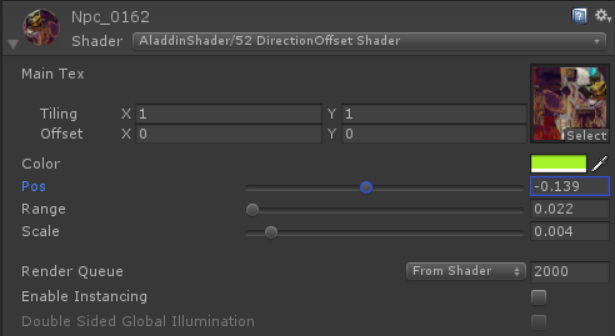 Npc_0162
Shader AladdinShader/52 DirectionOffset Shader
Main Tex
Tiling X 1 Y 1
Offset X 0 Y 0
Select
Color
Pos -0.139
Range 0.022
Scale 0.004
Render Queue From Shader 2000
Enable Instancing
Double Sided Global Illumination